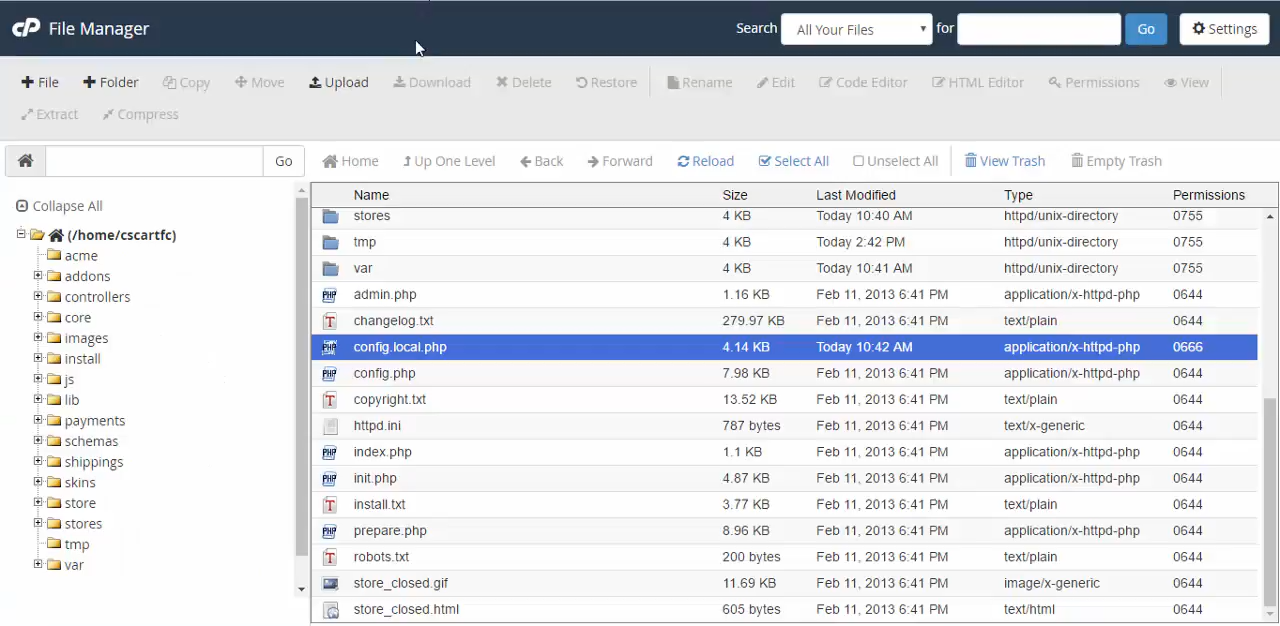 cP File Manager Search All Your Files for Go Settings
File Folder Copy Move Upload Download Delete Restore Rename Edit Code Editor HTML Editor Permissions View
Extract Compress
Go Home Up One Level Back Forward Reload Select All Unselect All View Trash Empty Trash
Collapse All
(/home/cscartfc)
acme
addons
controllers
core
images
install
js
lib
payments
schemas
shippings
skins
store
stores
tmp
var
Name Size Last Modified Type Permissions
stores 4 KB Today 10:40 AM httpd/unix-directory 0755
tmp 4 KB Today 2:42 PM httpd/unix-directory 0755
var 4 KB Today 10:41 AM httpd/unix-directory 0755
admin.php 1.16 KB Feb 11, 2013 6:41 PM application/x-httpd-php 0644
changelog.txt 279.97 KB Feb 11, 2013 6:41 PM text/plain 0644
config.local.php 4.14 KB Today 10:42 AM application/x-httpd-php 0666
config.php 7.98 KB Feb 11, 2013 6:41 PM application/x-httpd-php 0644
copyright.txt 13.52 KB Feb 11, 2013 6:41 PM text/plain 0644
httpd.ini 787 bytes Feb 11, 2013 6:41 PM text/x-generic 0644
index.php 1.1 KB Feb 11, 2013 6:41 PM application/x-httpd-php 0644
init.php 4.87 KB Feb 11, 2013 6:41 PM application/x-httpd-php 0644
install.txt 3.77 KB Feb 11, 2013 6:41 PM text/plain 0644
prepare.php 8.96 KB Feb 11, 2013 6:41 PM application/x-httpd-php 0644
robots.txt 200 bytes Feb 11, 2013 6:41 PM text/plain 0644
store_closed.gif 11.69 KB Feb 11, 2013 6:41 PM image/x-generic 0644
store_closed.html 605 bytes Feb 11, 2013 6:41 PM text/html 0644